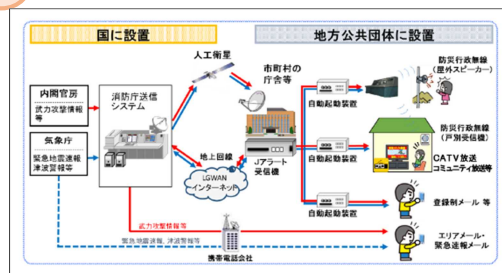 国に設置
地方公共団体に設置
人工衛星
市町村の
庁舎等
防災行政無線
(屋外スピーカー)
内閣官房
武力攻撃情報
等
消防庁送信
システム
自動起動装置
気象庁
緊急地震速報
津波警報等
地上回線
LGWAN
インターネット
Jアラート
受信機
自動起動装置
防災行政無線
(戸別受信機)
CATV放送
コミュニティ放送等
自動起動装置
登録制メール 等
武力攻撃情報等
緊急地震速報、津波警報等
携帯電話会社
エリアメール・
緊急速報メール